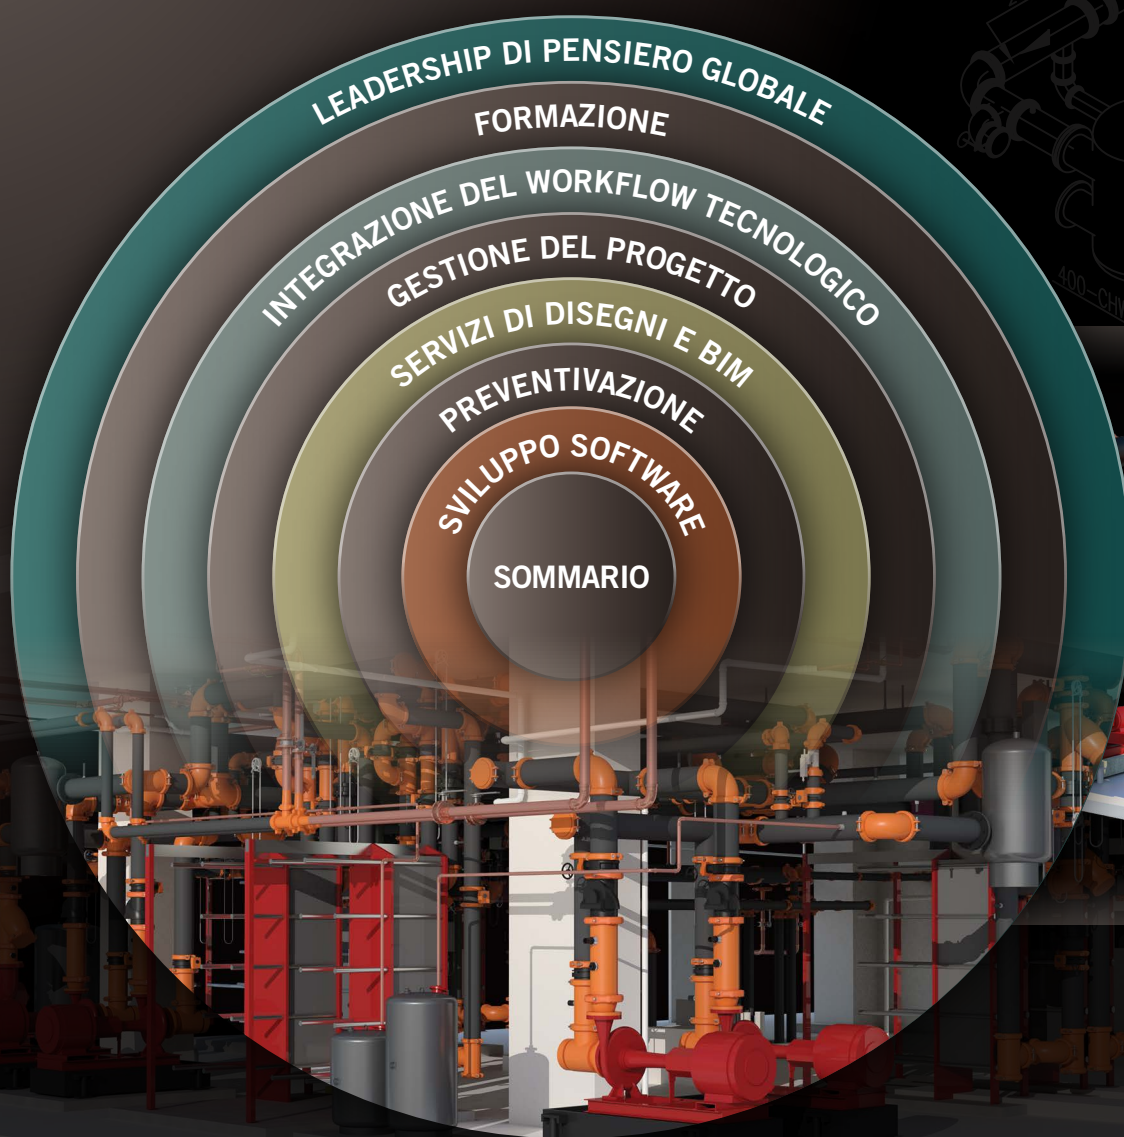 LEADERSHIP DI PENSIERO GLOBALE
FORMAZIONE
INTEGRAZIONE DEL WORKFLOW TECNOLOGICO
GESTIONE DEL PROGETTO
SERVIZI DI DISEGNI E BIM
PREVENTIVAZIONE
SVILUPPO SOFTWARE
SOMMARIO